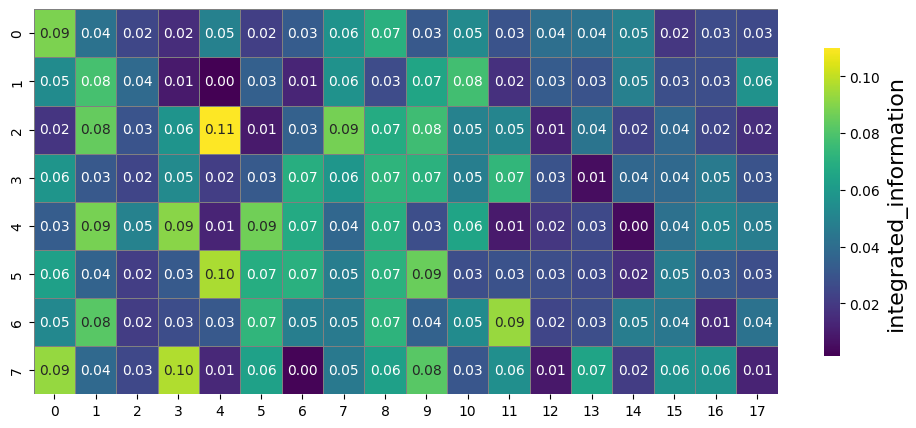 0 0.09 0.04 0.02 0.02 0.05 0.02 0.03 0.06 0.07 0.03 0.05 0.03 0.04 0.04 0.05 0.02 0.03 0.03
1 0.05 0.08 0.04 0.01 0.00 0.03 0.01 0.06 0.03 0.07 0.08 0.02 0.03 0.03 0.05 0.03 0.03 0.06
2 0.02 0.08 0.03 0.06 0.11 0.01 0.03 0.09 0.07 0.08 0.05 0.05 0.01 0.04 0.02 0.04 0.02 0.02
3 0.06 0.03 0.02 0.05 0.02 0.03 0.07 0.06 0.07 0.07 0.05 0.07 0.03 0.01 0.04 0.04 0.05 0.03
4 0.03 0.09 0.05 0.09 0.01 0.09 0.07 0.04 0.07 0.03 0.06 0.01 0.02 0.03 0.00 0.04 0.05 0.05
5 0.06 0.04 0.02 0.03 0.10 0.07 0.07 0.05 0.07 0.09 0.03 0.03 0.03 0.03 0.02 0.05 0.03 0.03
6 0.05 0.08 0.02 0.03 0.03 0.07 0.05 0.05 0.07 0.04 0.05 0.09 0.02 0.03 0.05 0.04 0.01 0.04
7 0.09 0.04 0.03 0.10 0.01 0.06 0.00 0.05 0.06 0.08 0.03 0.06 0.01 0.07 0.02 0.06 0.06 0.01
0 1 2 3 4 5 6 7 8 9 10 11 12 13 14 15 16 17
0.10
0.08
0.06
0.04
0.02
integrated_information